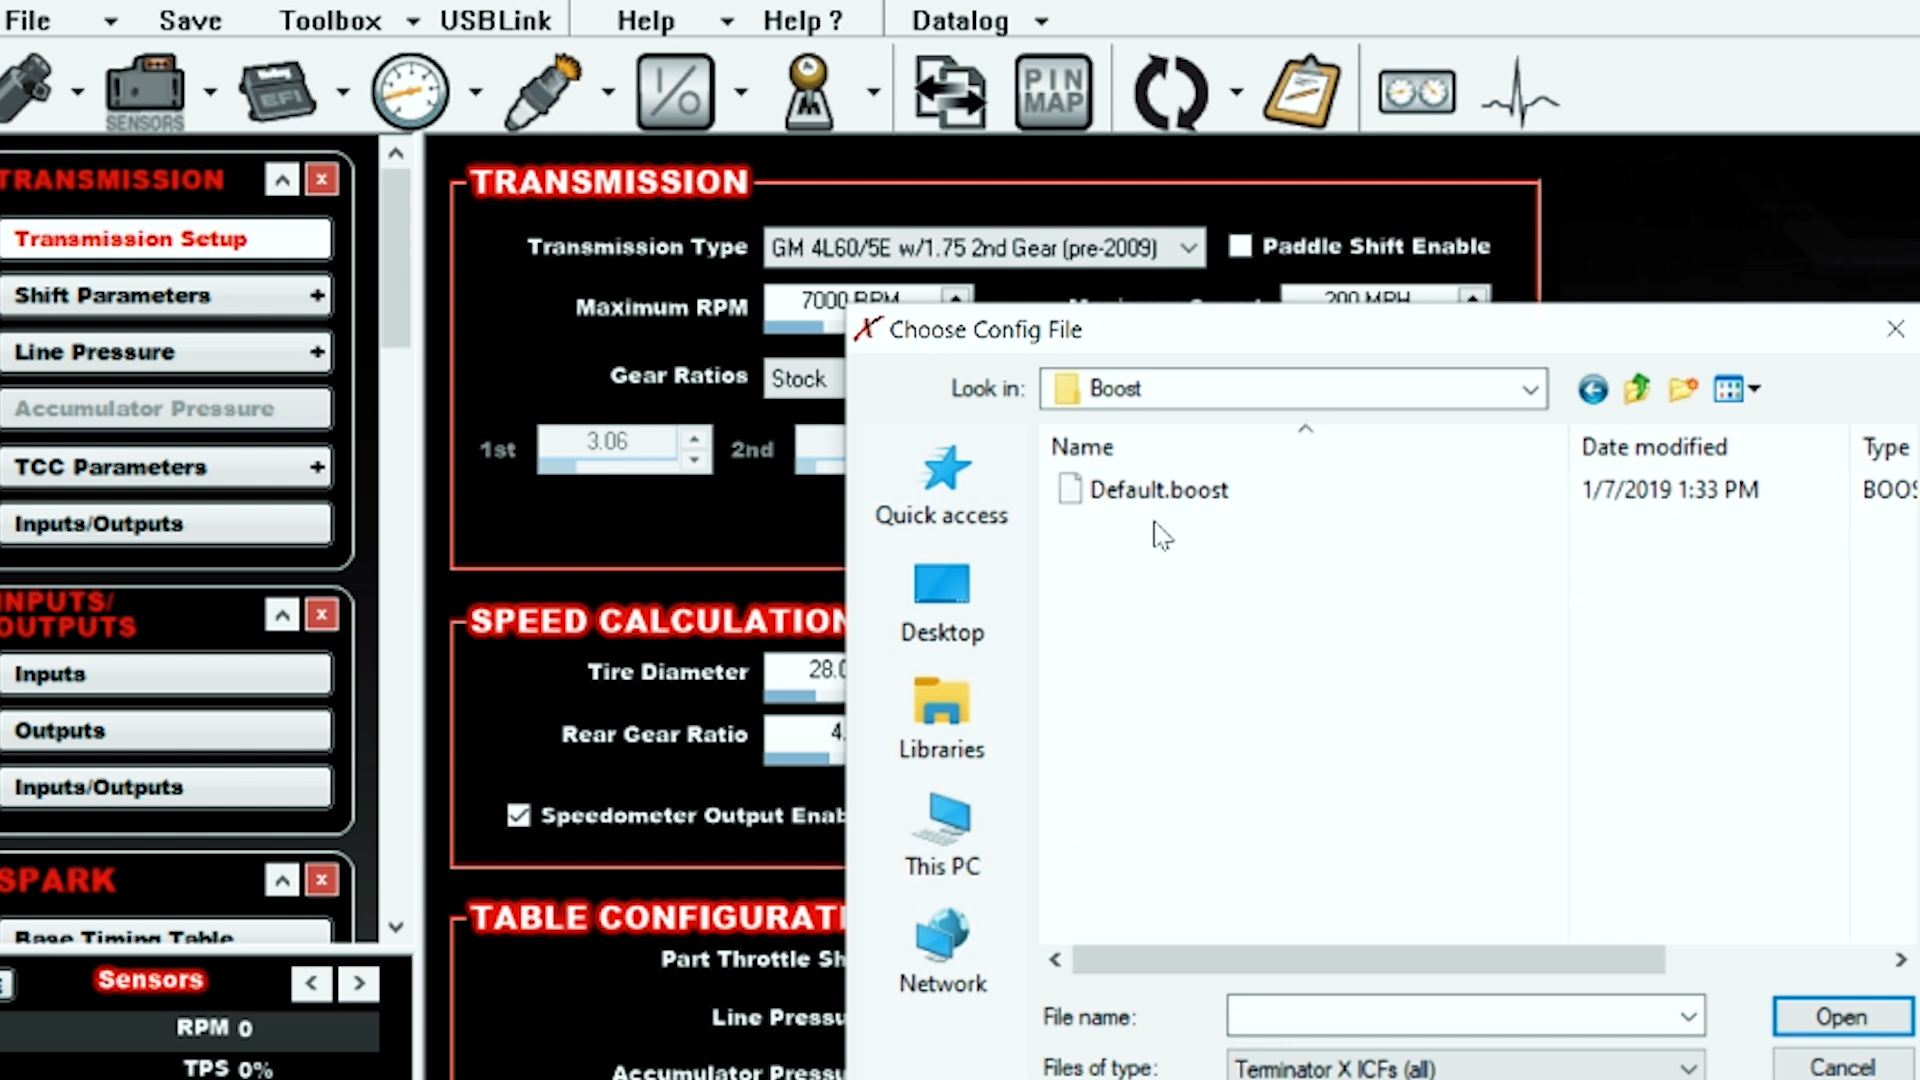 File Save Toolbox USBLink Help Help ? Datalog
SENSORS EFI 1/0 PIN MAP
TRANSMISSION
Transmission Setup
Shift Parameters +
Line Pressure +
Accumulator Pressure
TCC Parameters +
Inputs/Outputs
INPUTS/
OUTPUTS
Inputs
Outputs
Inputs/Outputs
SPARK
Base Timing Table
Sensors
RPM 0
TPS 0%
TRANSMISSION
Transmission Type GM 4L60/5E w/1.75 2nd Gear (pre-2009) Paddle Shift Enable
Maximum RPM 7000 RPM 200 MPH
Gear Ratios Stock
1st 3.06 2nd
SPEED CALCULATION
Tire Diameter 28.0
Rear Gear Ratio 4.
Speedometer Output Enab
TABLE CONFIGURATI
Part Throttle Sh
Line Pressu
Accumulator Pressu
X Choose Config File
Look in: Boost
Quick access
Desktop
Libraries
This PC
Network
Name Date modified Type
Default.boost 1/7/2019 1:33 PM BOOS
File name: Open
Files of type: Terminator X ICFs (all) Cancel